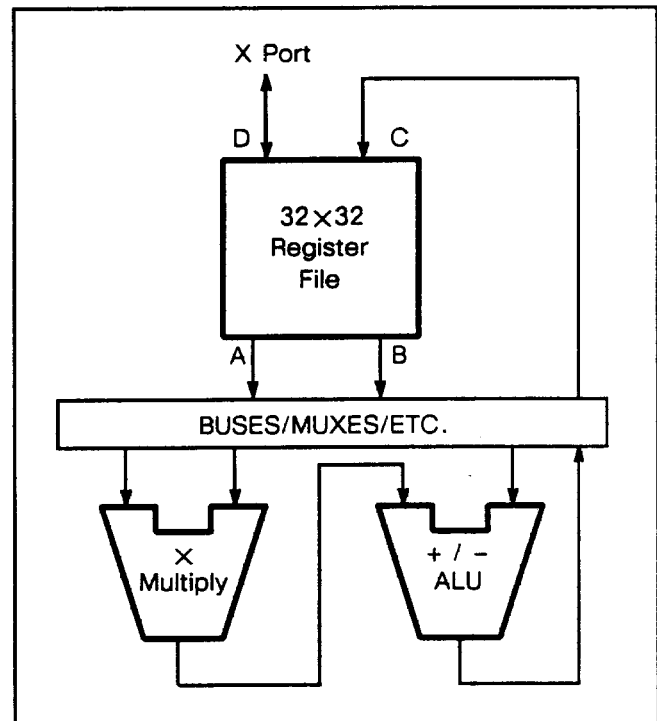 X Port
D
C
32×32
Register
File
A
B
BUSES/MUXES/ETC.
×
Multiply
+ / −
ALU